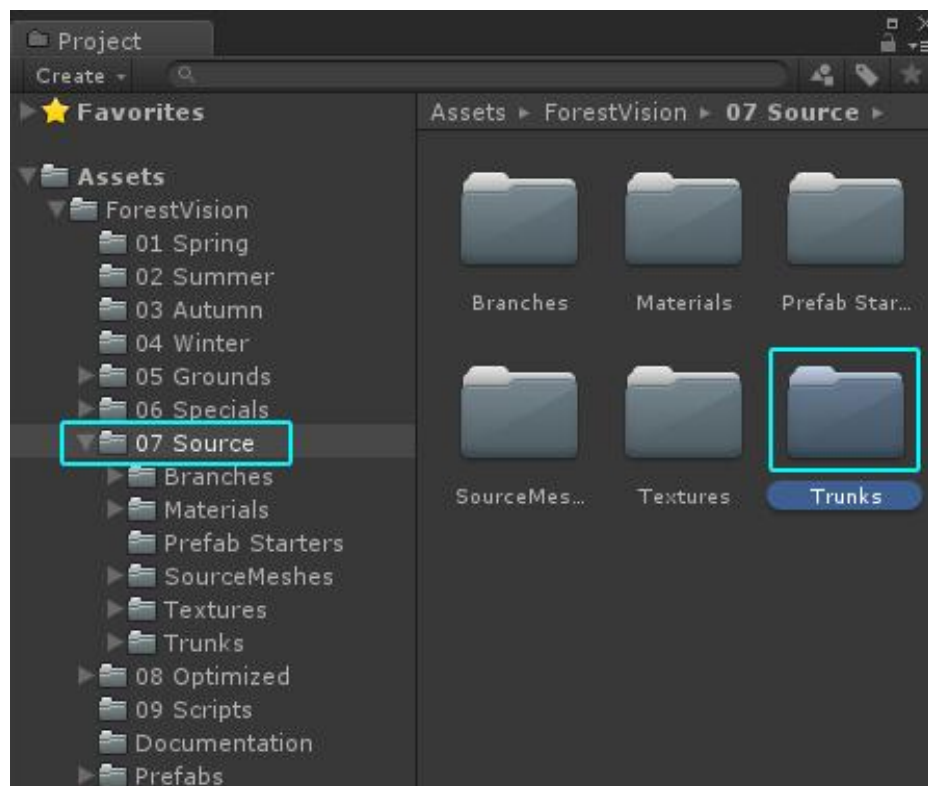 Project
Create
Favorites
Assets
ForestVision
01 Spring
02 Summer
03 Autumn
04 Winter
05 Grounds
06 Specials
07 Source
Branches
Materials
Prefab Starters
SourceMeshes
Textures
Trunks
08 Optimized
09 Scripts
Documentation
Prefabs
Assets ▸ ForestVision ▸ 07 Source ▸
Branches Materials Prefab Star...
SourceMes... Textures Trunks